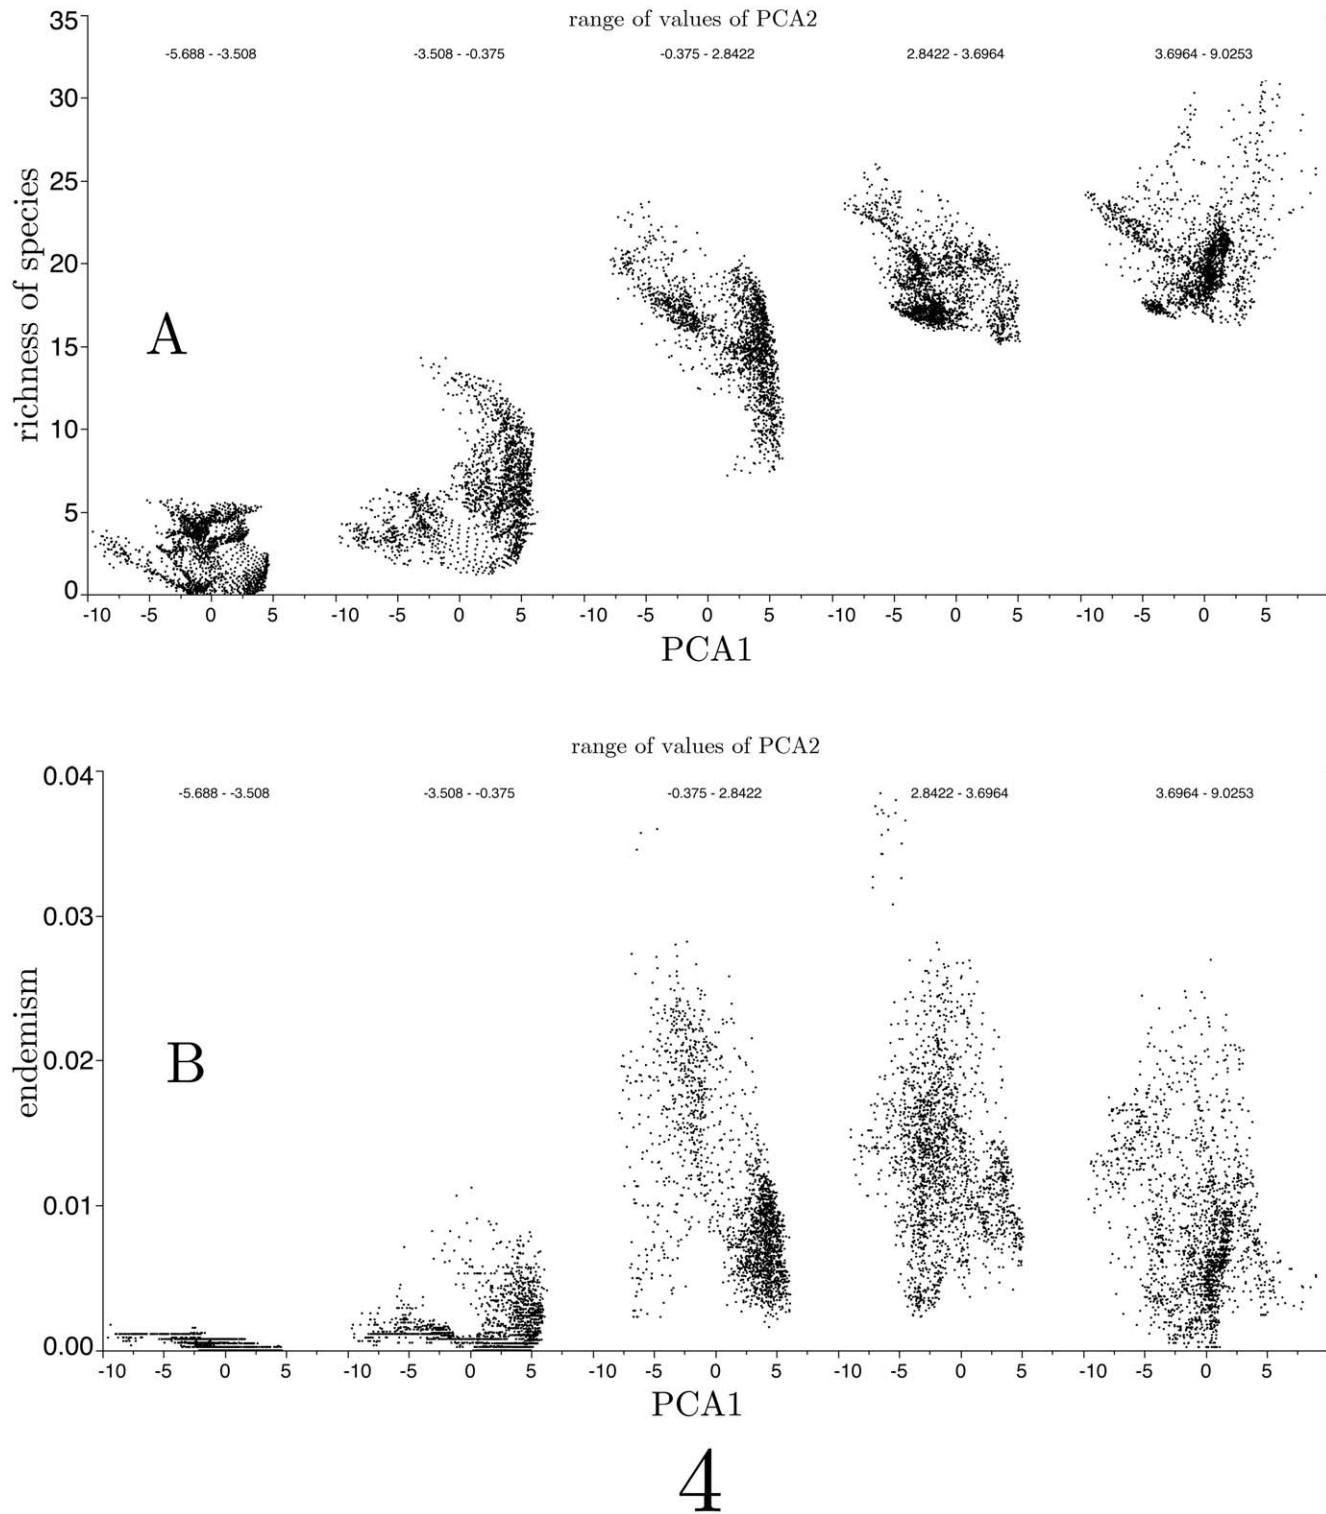 range of values of PCA2
-5.688 - -3.508 -3.508 - -0.375 -0.375 - 2.8422 2.8422 - 3.6964 3.6964 - 9.0253
35
30
25
20
15
10
5
0
richness of species
A
-10 -5 0 5 -10 -5 0 5 -10 -5 0 5 -10 -5 0 5 -10 -5 0 5
PCA1
range of values of PCA2
-5.688 - -3.508 -3.508 - -0.375 -0.375 - 2.8422 2.8422 - 3.6964 3.6964 - 9.0253
0.04
0.03
0.02
0.01
0.00
endemism
B
-10 -5 0 5 -10 -5 0 5 -10 -5 0 5 -10 -5 0 5 -10 -5 0 5
PCA1
4